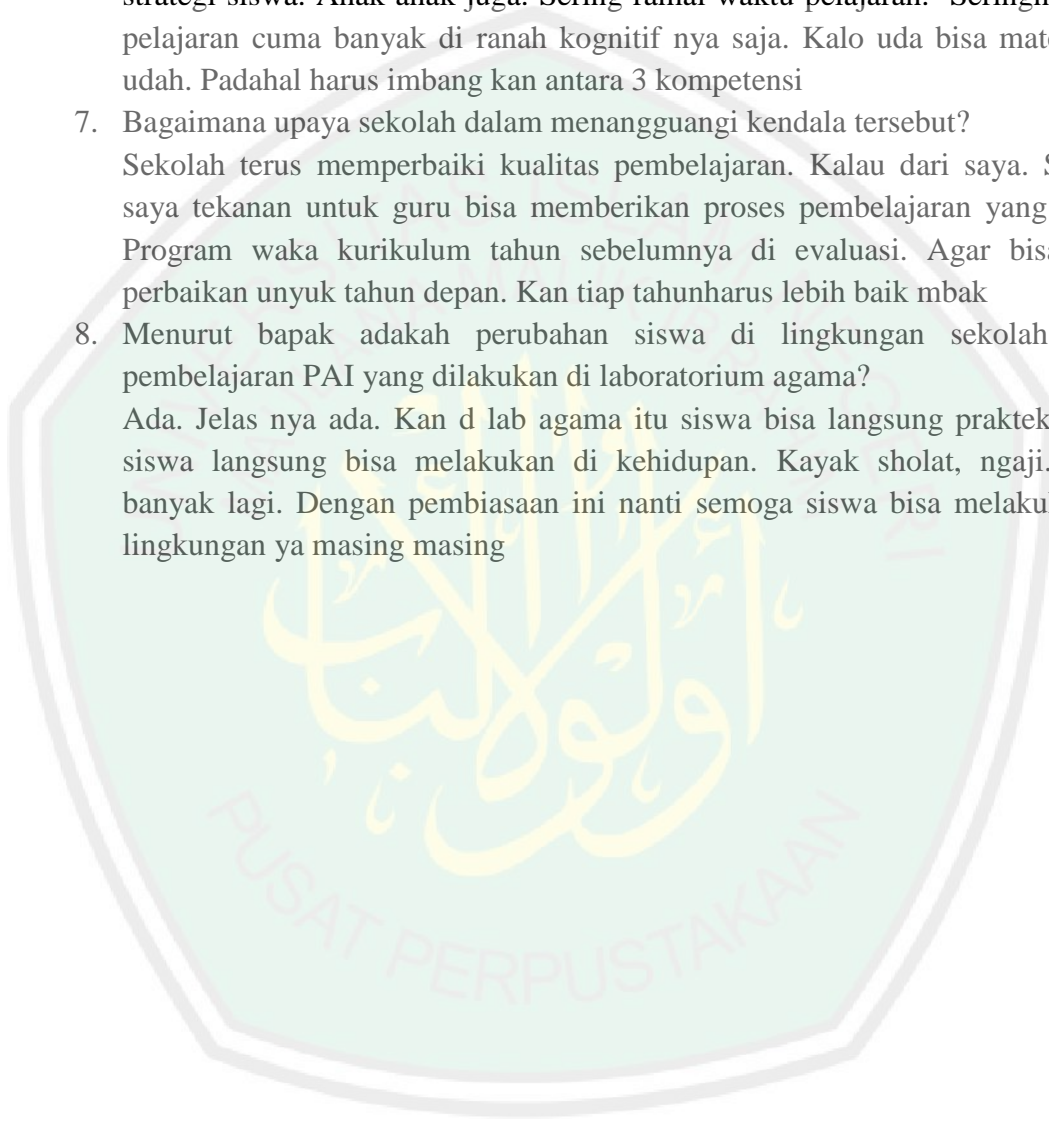 strategi siswa. Anak anak juga. Sering ramai waktu pelajaran.
pelajaran cuma banyak di ranah kognitif nya saja. Kalo uda bisa
udah. Padahal harus imbang kan antara 3 kompetensi
7. Bagaimana upaya sekolah dalam menangguangi kendala tersebut?
Sekolah terus memperbaiki kualitas pembelajaran. Kalau dari saya.
saya tekanan untuk guru bisa memberikan proses pembelajaran yang
Program waka kurikulum tahun sebelumnya di evaluasi. Agar bisa
perbaikan unyuk tahun depan. Kan tiap tahunharus lebih baik mbak
8. Menurut bapak adakah perubahan siswa di lingkungan sekolah
pembelajaran PAI yang dilakukan di laboratorium agama?
Ada. Jelas nya ada. Kan d lab agama itu siswa bisa langsung praktek
siswa langsung bisa melakukan di kehidupan. Kayak sholat, ngaji.
banyak lagi. Dengan pembiasaan ini nanti semoga siswa bisa
lingkungan ya masing masing
PUSAT PERPUSTAKAAN